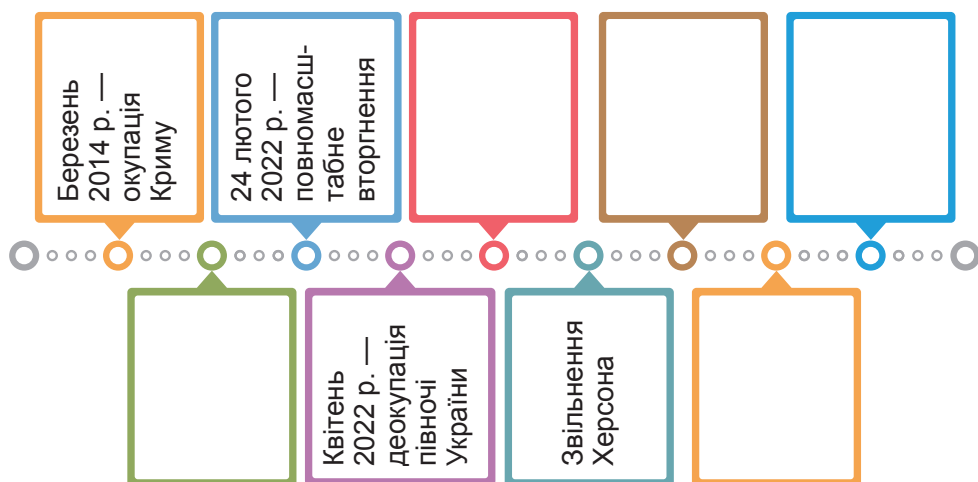 Березень
2014 р. —
окупація
Криму
24 лютого
2022 р. —
повномасш-
табне
вторгнення
Квітень
2022 р. —
деокупація
півночі
України
Звільнення
Херсона